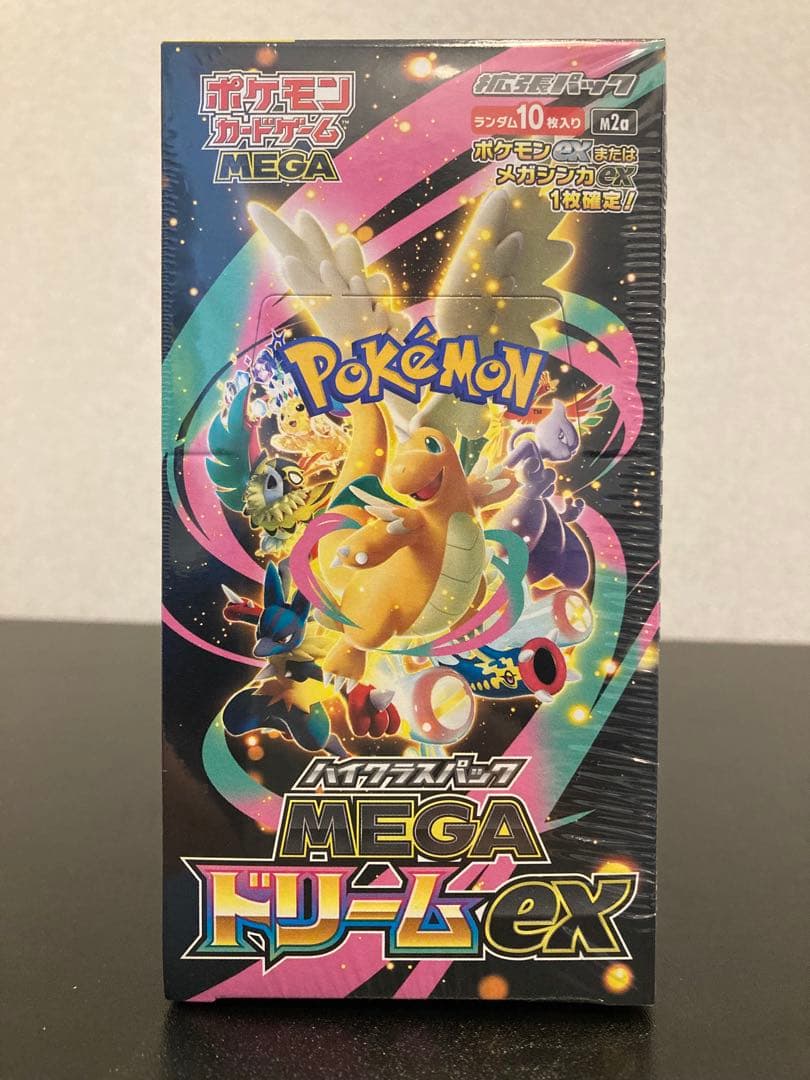 ポケモン
カードゲーム™
MEGA
拡張パック
ランダム10枚入り M2a
ポケモンexまたは
メガシンカex
1枚確定!
POKÉMON™
ハイクラスパック
MEGA
ドリームex